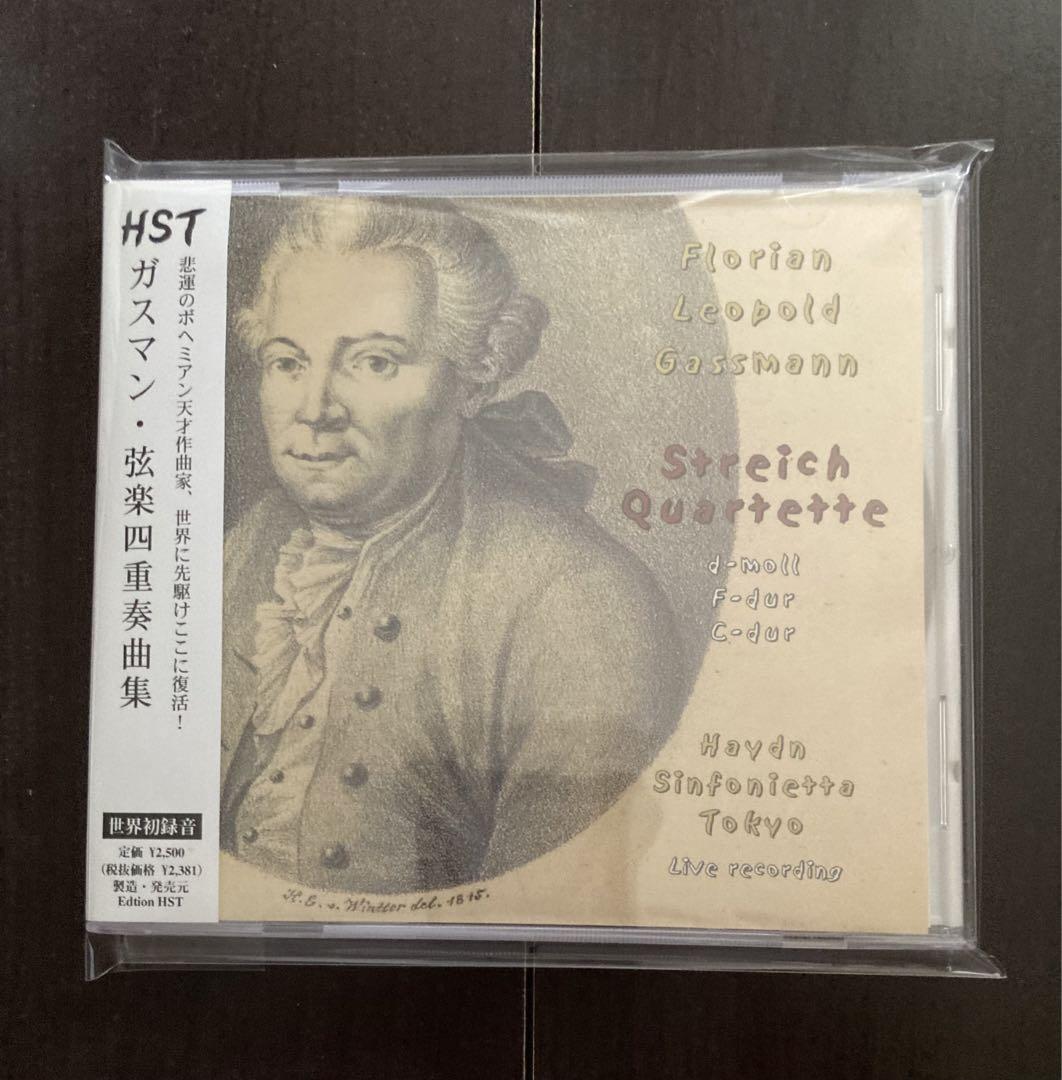 HST
ガスマン・弦楽四重奏曲集
悲運のボヘミアン天才作曲家、世界に先駆けここに復活！
世界初録音
定価 ¥2,500
(税抜価格 ¥2,381)
製造・発売元
Edtion HST
Florian
Leopold
Gassmann
Streich
Quartette
d-moll
F-dur
C-dur
Haydn
Sinfonietta
Tokyo
Live recording
H. E. v. Wintter del. 1815.